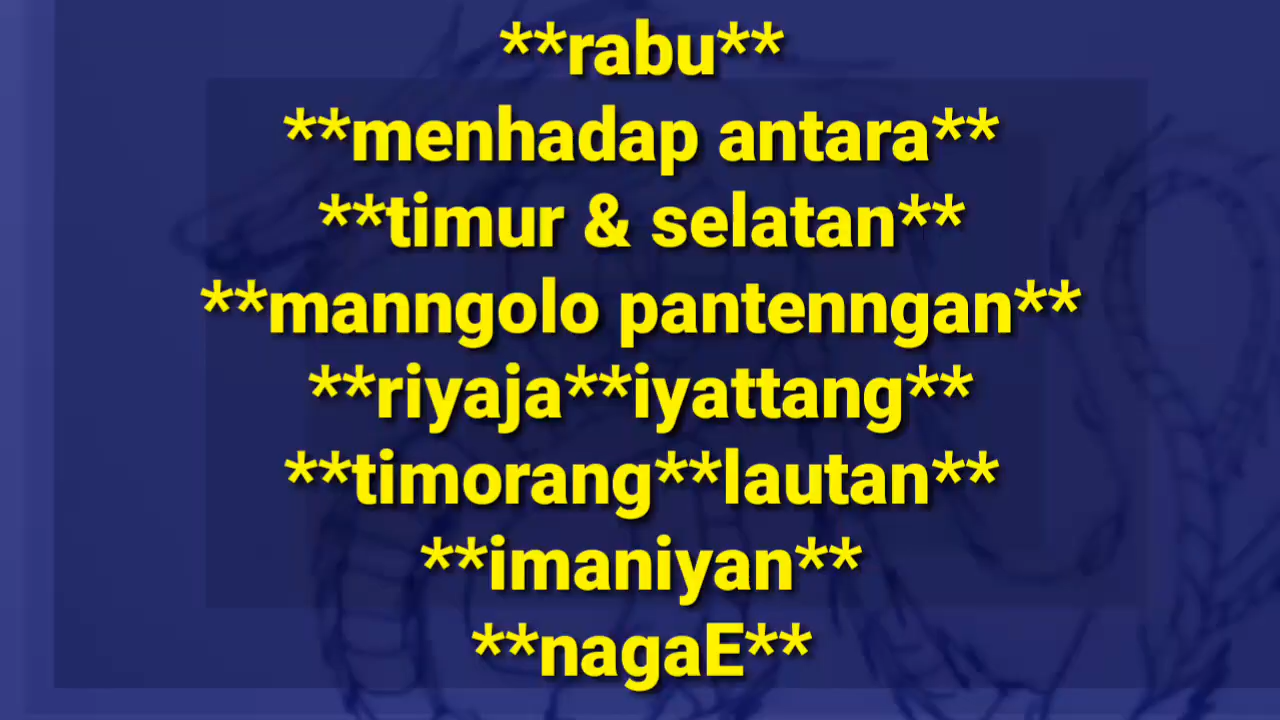 **rabu**
**menhadap antara**
**timur & selatan**
**manngolo pantenngan**
**riyaja**iyattang**
**timorang**lautan**
**imaniyan**
**nagaE**